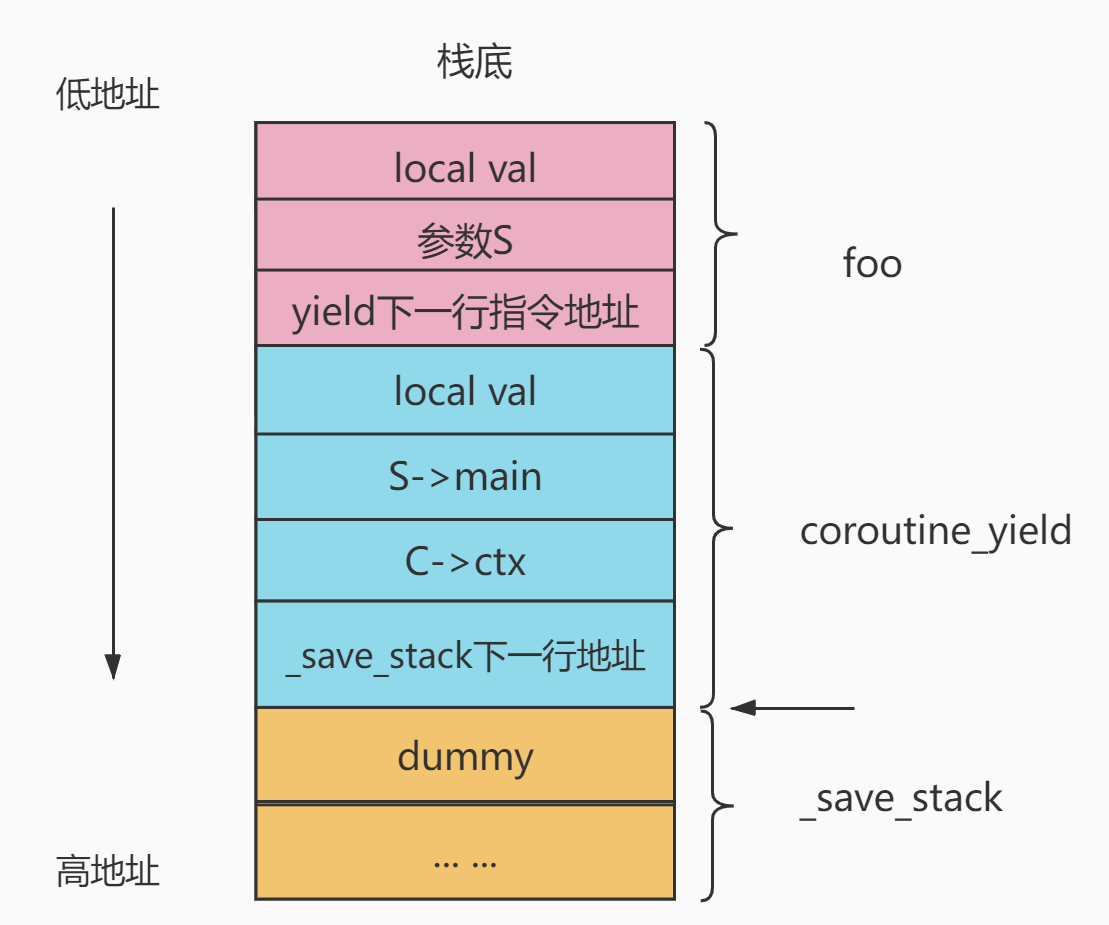 栈底
低地址
local val
参数S
foo
yield下一行指令地址
local val
S->main
coroutine_yield
C->ctx
_save_stack下一行地址
dummy
_save_stack
... ...
高地址